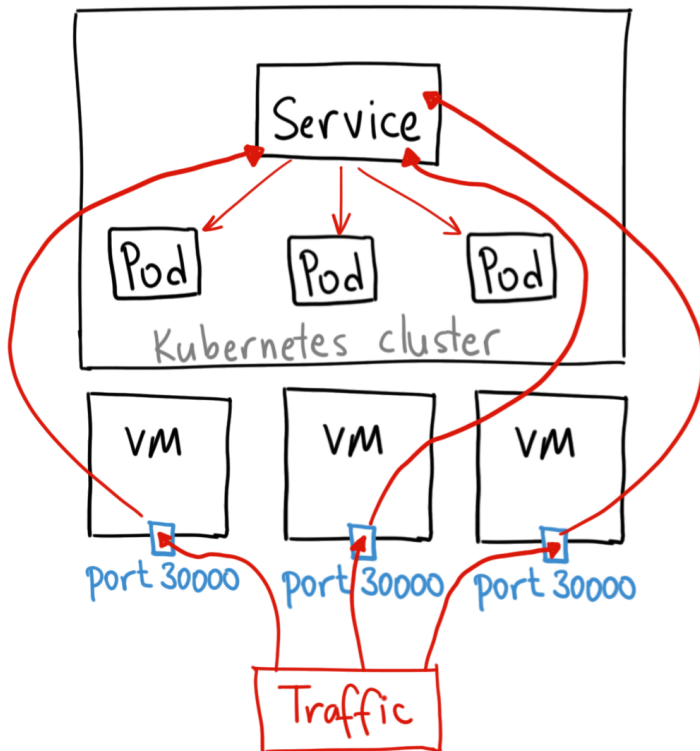 Service
Pod
Pod
Pod
Kubernetes cluster
VM
VM
VM
port 30000
port 30000
port 30000
Traffic